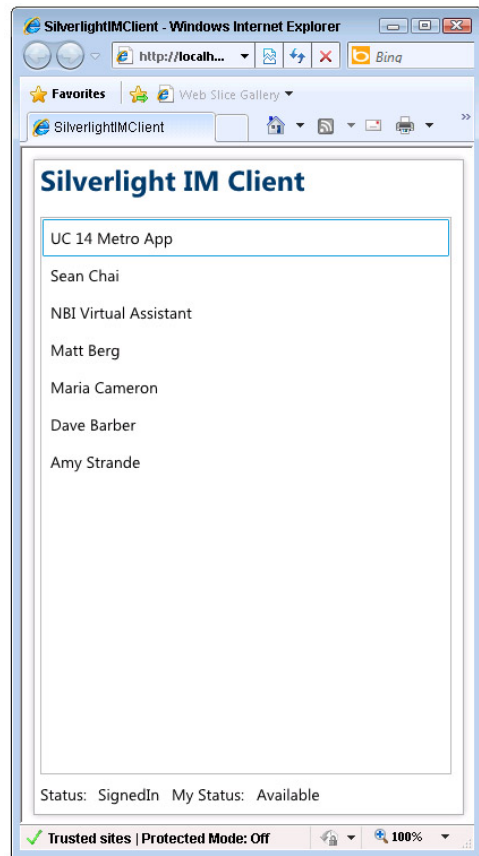 SilverlightIMClient - Windows Internet Explorer
http://localh... Bing
Favorites Web Slice Gallery
SilverlightIMClient »
Silverlight IM Client
UC 14 Metro App
Sean Chai
NBI Virtual Assistant
Matt Berg
Maria Cameron
Dave Barber
Amy Strande
Status: SignedIn My Status: Available
Trusted sites | Protected Mode: Off 100%